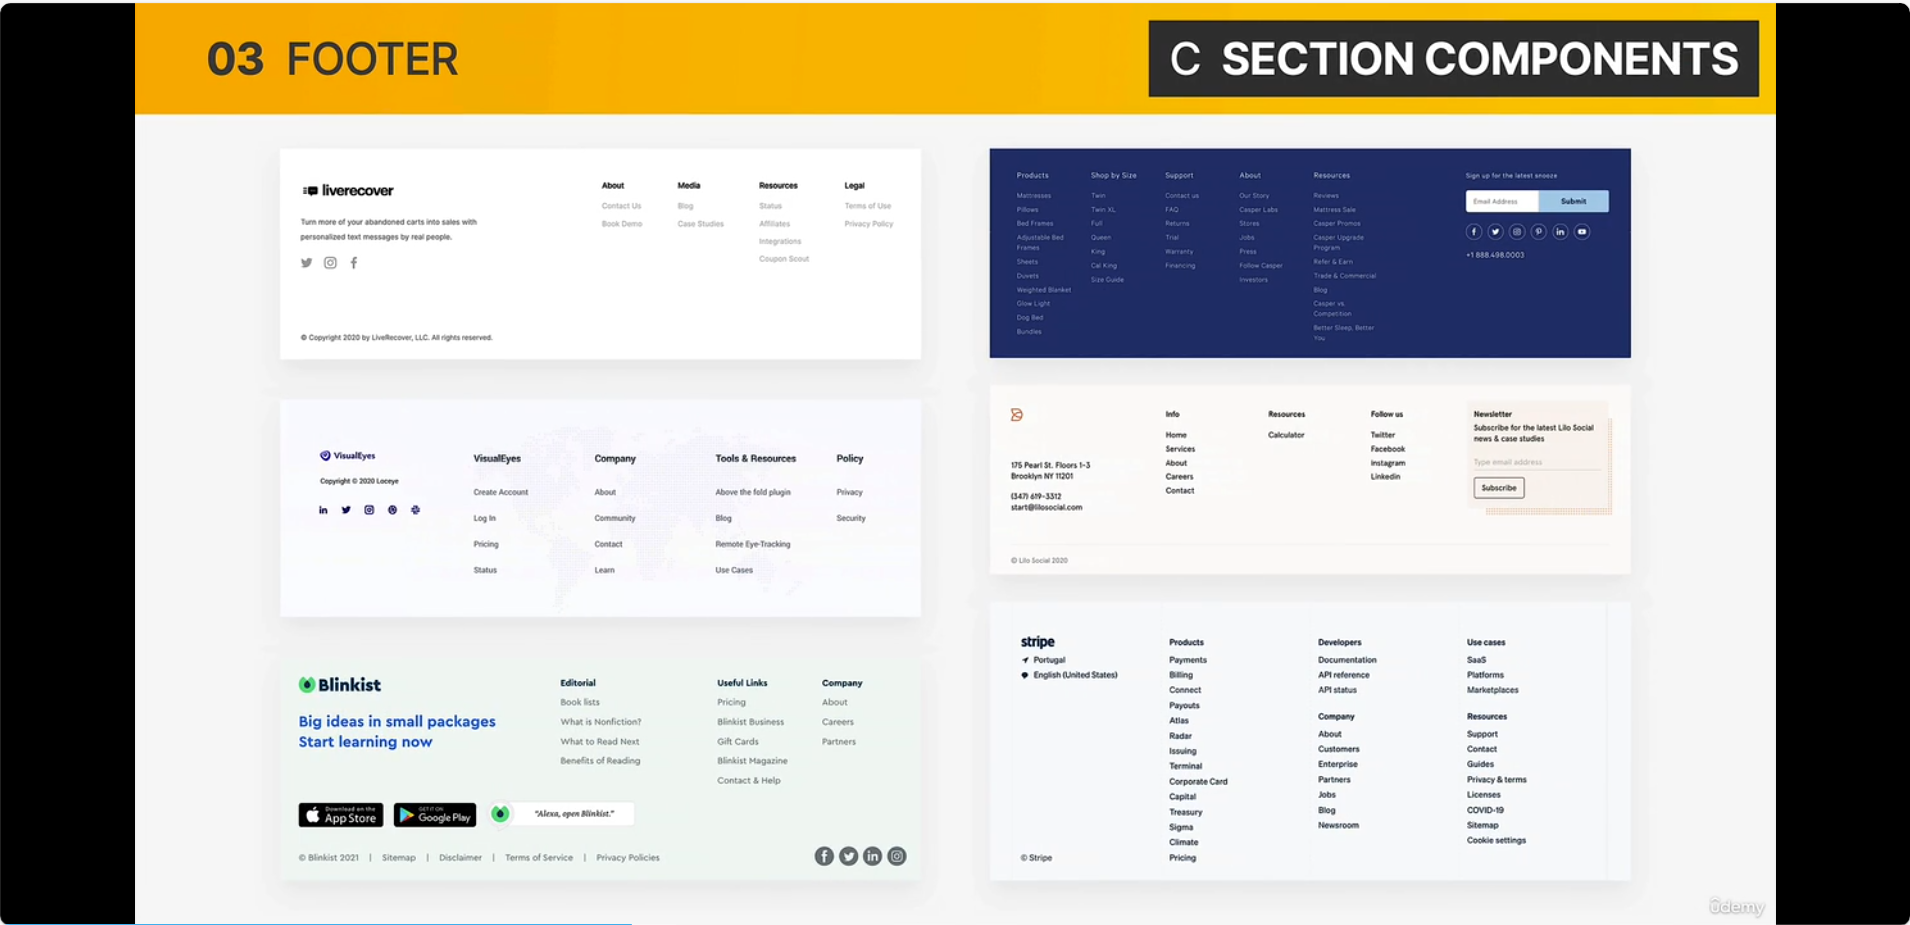 03 FOOTER
C SECTION COMPONENTS
liverecover
Turn more of your abandoned carts into sales with
personalized text messages by real people.
About
Contact Us
Book Demo
Media
Blog
Case Studies
Resources
Status
Affiliates
Integrations
Coupon Scout
Legal
Terms of Use
Privacy Policy
© Copyright 2020 by LiveRecover, LLC. All rights reserved.
Products
Mattresses
Pillows
Bed Frames
Adjustable Bed
Frames
Sheets
Duvets
Weighted Blanket
Glow Light
Dog Bed
Bundles
Shop by Size
Twin
Twin XL
Full
Queen
King
Cal King
Size Guide
Support
Contact us
FAQ
Returns
Trial
Warranty
Financing
About
Our Story
Casper Labs
Stores
Jobs
Press
Follow Casper
Investors
Resources
Reviews
Mattress Sale
Casper Promos
Casper Upgrade
Program
Refer & Earn
Trade & Commercial
Blog
Casper vs.
Competition
Better Sleep, Better
You
Sign up for the latest snooze
Email Address
Submit
+1 888.498.0003
VisualEyes
Copyright © 2020 Loceye
VisualEyes
Create Account
Log In
Pricing
Status
Company
About
Community
Contact
Learn
Tools & Resources
Above the fold plugin
Blog
Remote Eye-Tracking
Use Cases
Policy
Privacy
Security
175 Pearl St. Floors 1-3
Brooklyn NY 11201
(347) 619-3312
start@lilosocial.com
Info
Home
Services
About
Careers
Contact
Resources
Calculator
Follow us
Twitter
Facebook
Instagram
Linkedin
Newsletter
Subscribe for the latest Lilo Social
news & case studies
Type email address
Subscribe
© Lilo Social 2020
Blinkist
Big ideas in small packages
Start learning now
Editorial
Book lists
What is Nonfiction?
What to Read Next
Benefits of Reading
Useful Links
Pricing
Blinkist Business
Gift Cards
Blinkist Magazine
Contact & Help
Company
About
Careers
Partners
Download on the
App Store
GET IT ON
Google Play
"Alexa, open Blinkist."
© Blinkist 2021 | Sitemap | Disclaimer | Terms of Service | Privacy Policies
stripe
Portugal
English (United States)
© Stripe
Products
Payments
Billing
Connect
Payouts
Atlas
Radar
Issuing
Terminal
Corporate Card
Capital
Treasury
Sigma
Climate
Pricing
Developers
Documentation
API reference
API status
Company
About
Customers
Enterprise
Partners
Jobs
Blog
Newsroom
Use cases
SaaS
Platforms
Marketplaces
Resources
Support
Contact
Guides
Privacy & terms
Licenses
COVID-19
Sitemap
Cookie settings
ûdemy